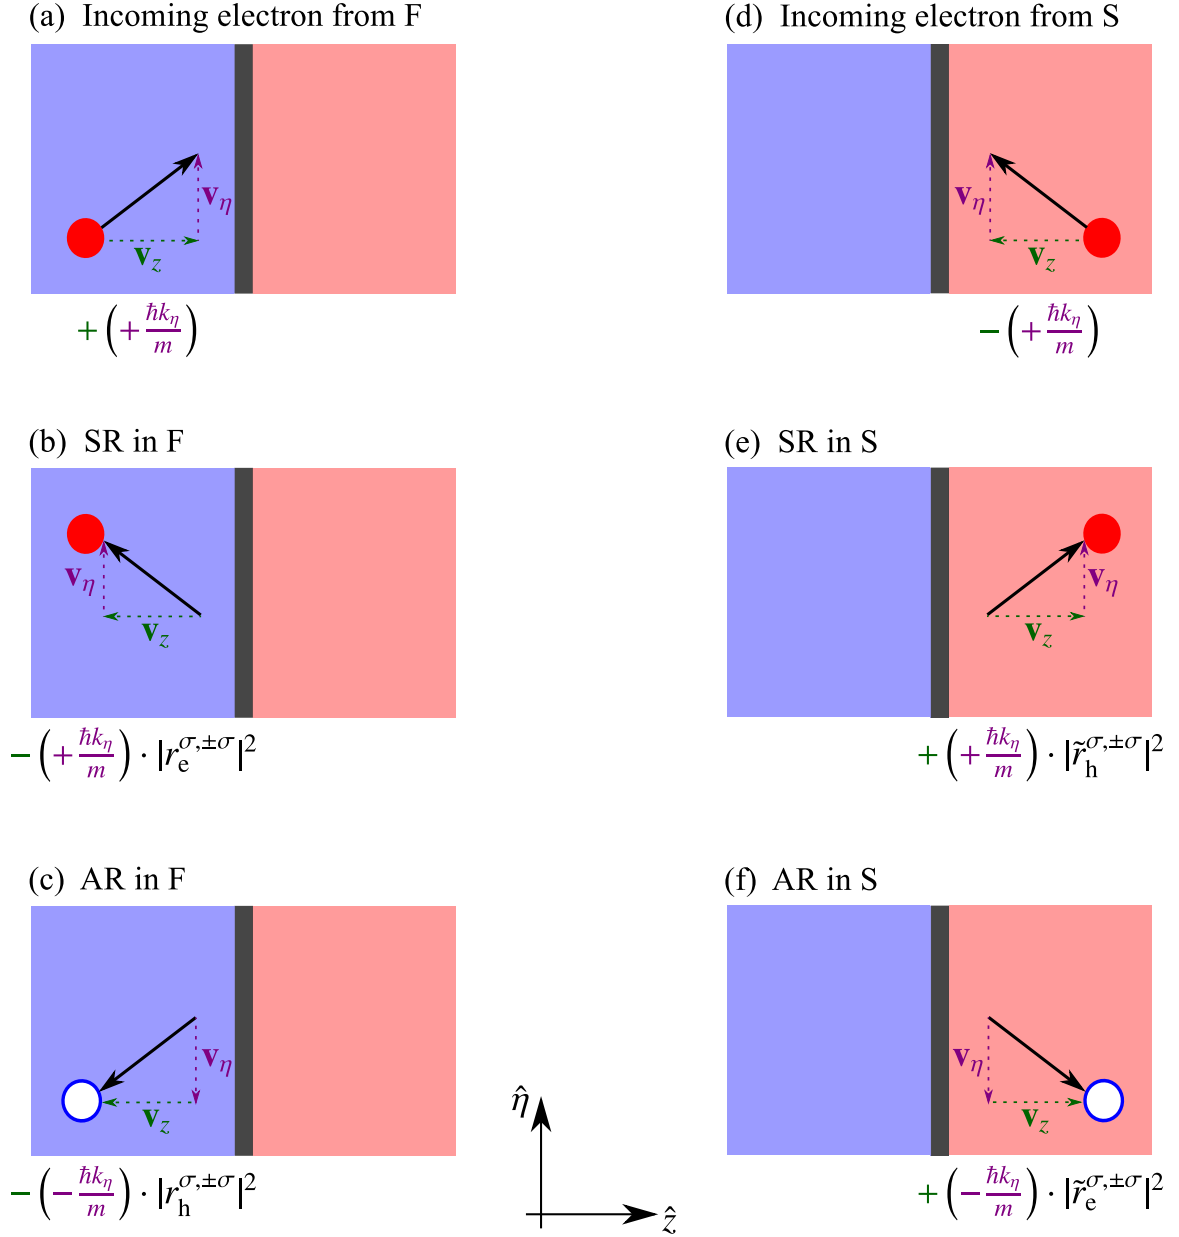 (a) Incoming electron from F
v_η
v_z
+ (+ ħk_η/m)
(b) SR in F
v_η
v_z
− (+ ħk_η/m) · |r_e^{σ,±σ}|²
(c) AR in F
v_η
v_z
− (− ħk_η/m) · |r_h^{σ,±σ}|²
(d) Incoming electron from S
v_η
v_z
− (+ ħk_η/m)
(e) SR in S
v_η
v_z
+ (+ ħk_η/m) · |r̃_h^{σ,±σ}|²
(f) AR in S
v_η
v_z
+ (− ħk_η/m) · |r̃_e^{σ,±σ}|²
η̂
ẑ